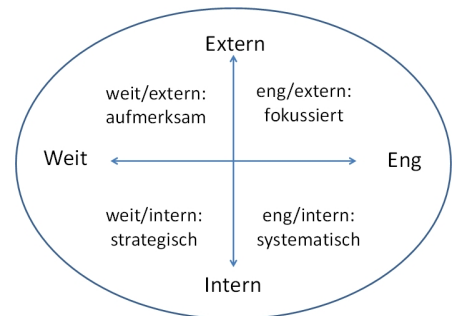 Extern
weit/extern:
aufmerksam
eng/extern:
fokussiert
Weit
Eng
weit/intern:
strategisch
eng/intern:
systematisch
Intern